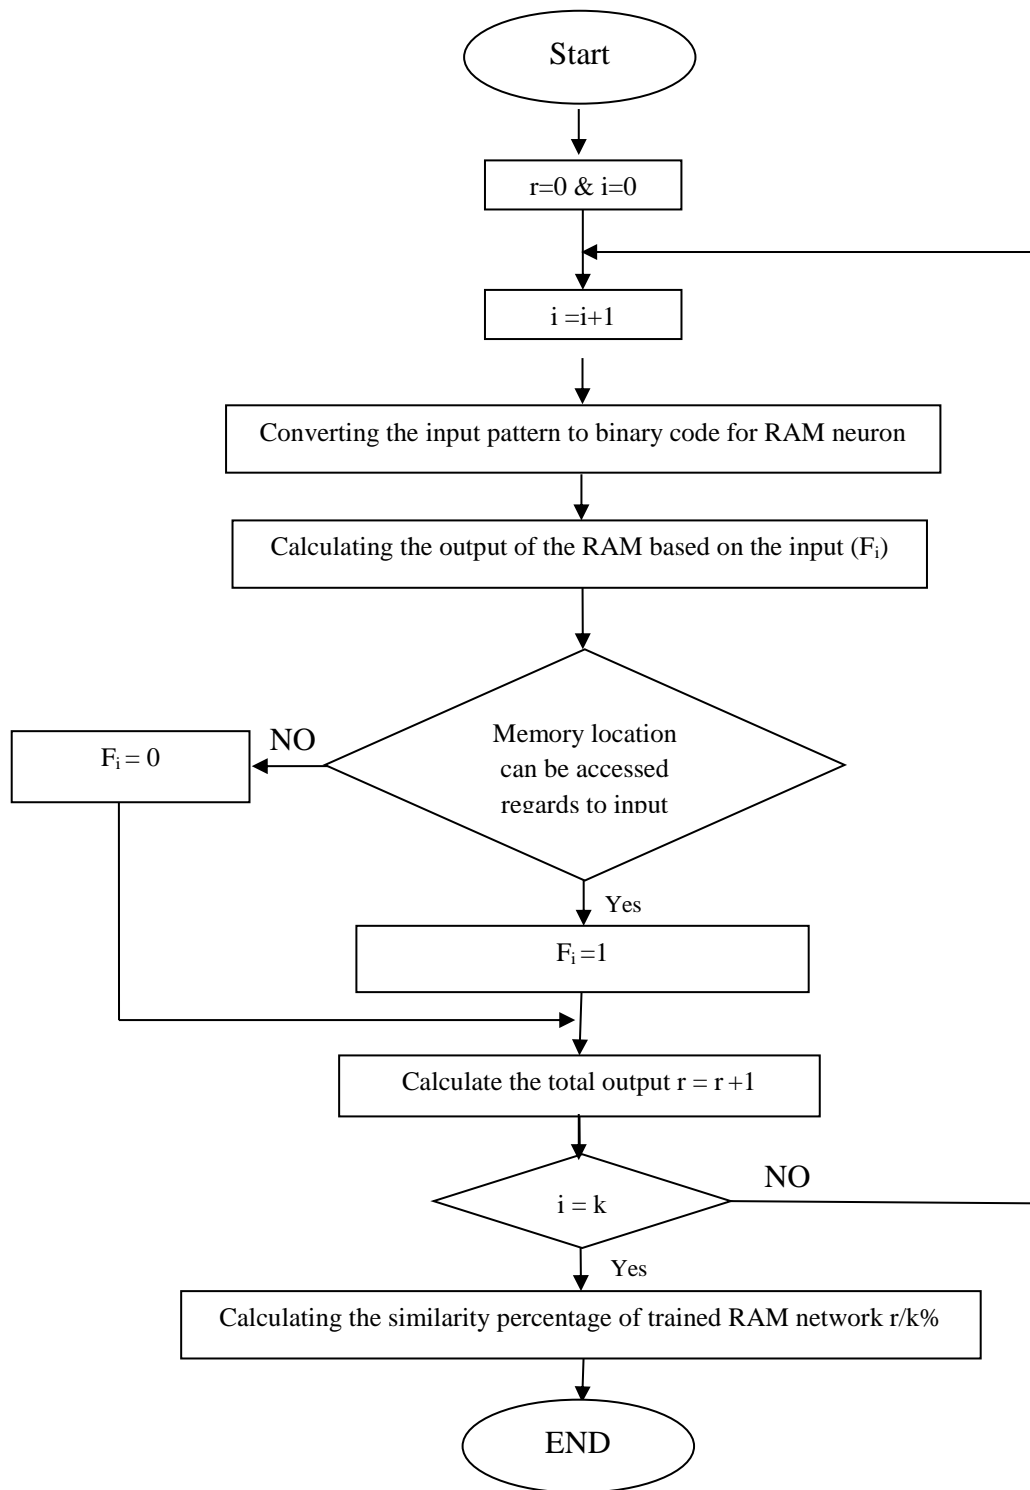 Start
r=0 & i=0
i =i+1
Converting the input pattern to binary code for RAM neuron
Calculating the output of the RAM based on the input (Fᵢ)
Memory location
can be accessed
regards to input
NO
Fᵢ = 0
Yes
Fᵢ =1
Calculate the total output r = r +1
i = k
NO
Yes
Calculating the similarity percentage of trained RAM network r/k%
END